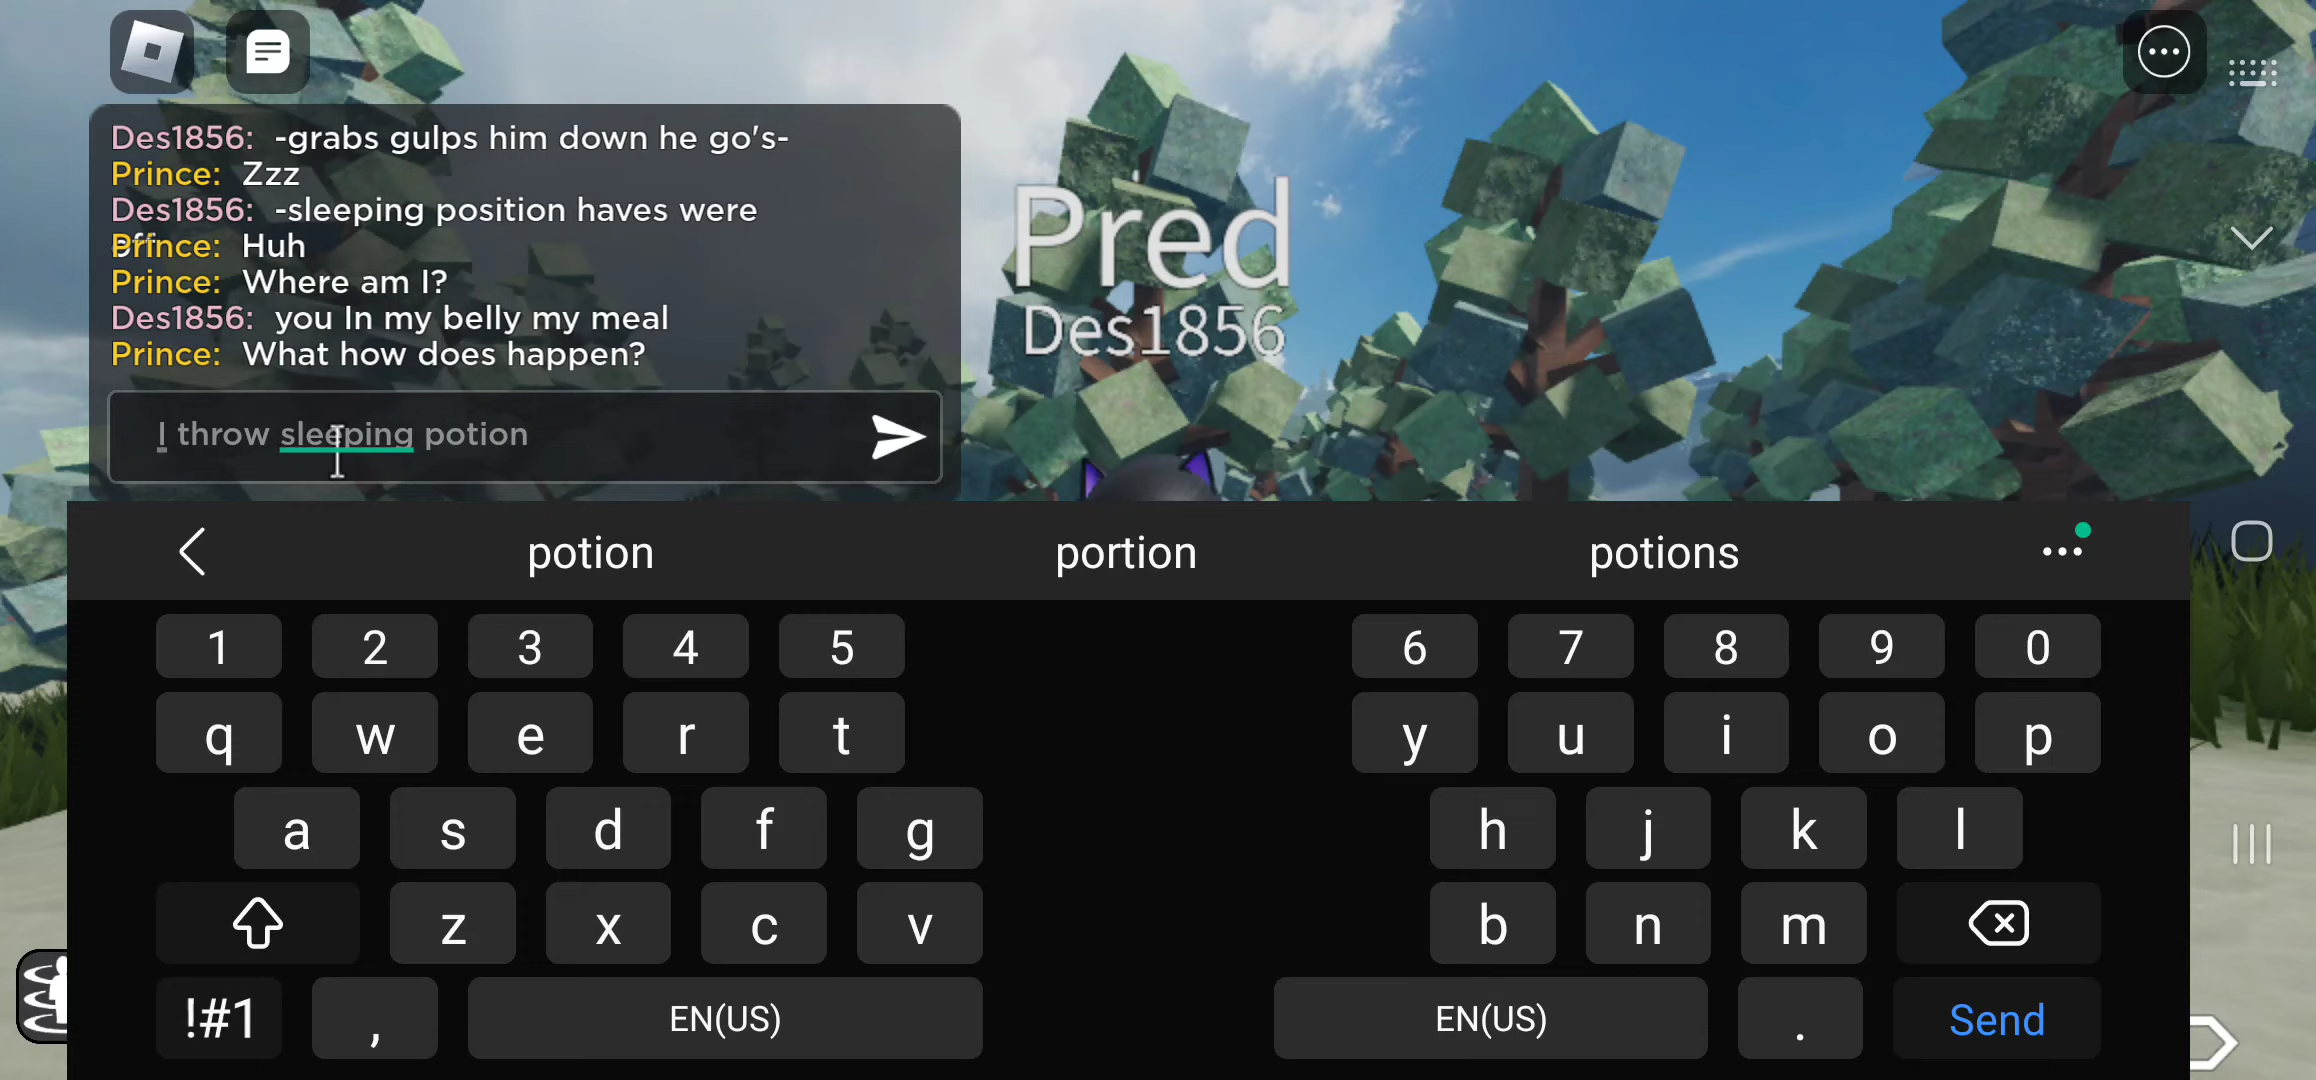 Des1856: -grabs gulps him down he go's-
Prince: Zzz
Des1856: -sleeping position haves were
Prince: Huh
Prince: Where am I?
Des1856: you In my belly my meal
Prince: What how does happen?
I throw sleeping potion
Pred
Des1856
potion portion potions
1 2 3 4 5 6 7 8 9 0
q w e r t y u i o p
a s d f g h j k l
z x c v b n m
!#1 , EN(US) EN(US) . Send